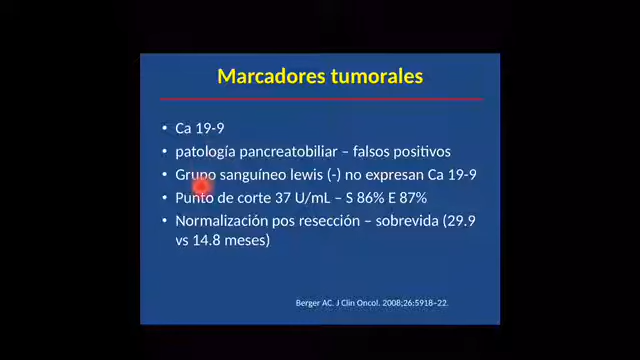 Marcadores tumorales
• Ca 19-9
• patología pancreatobiliar – falsos positivos
• Grupo sanguíneo lewis (-) no expresan Ca 19-9
• Punto de corte 37 U/mL – S 86% E 87%
• Normalización pos resección – sobrevida (29.9
vs 14.8 meses)
Berger AC. J Clin Oncol. 2008;26:5918–22.